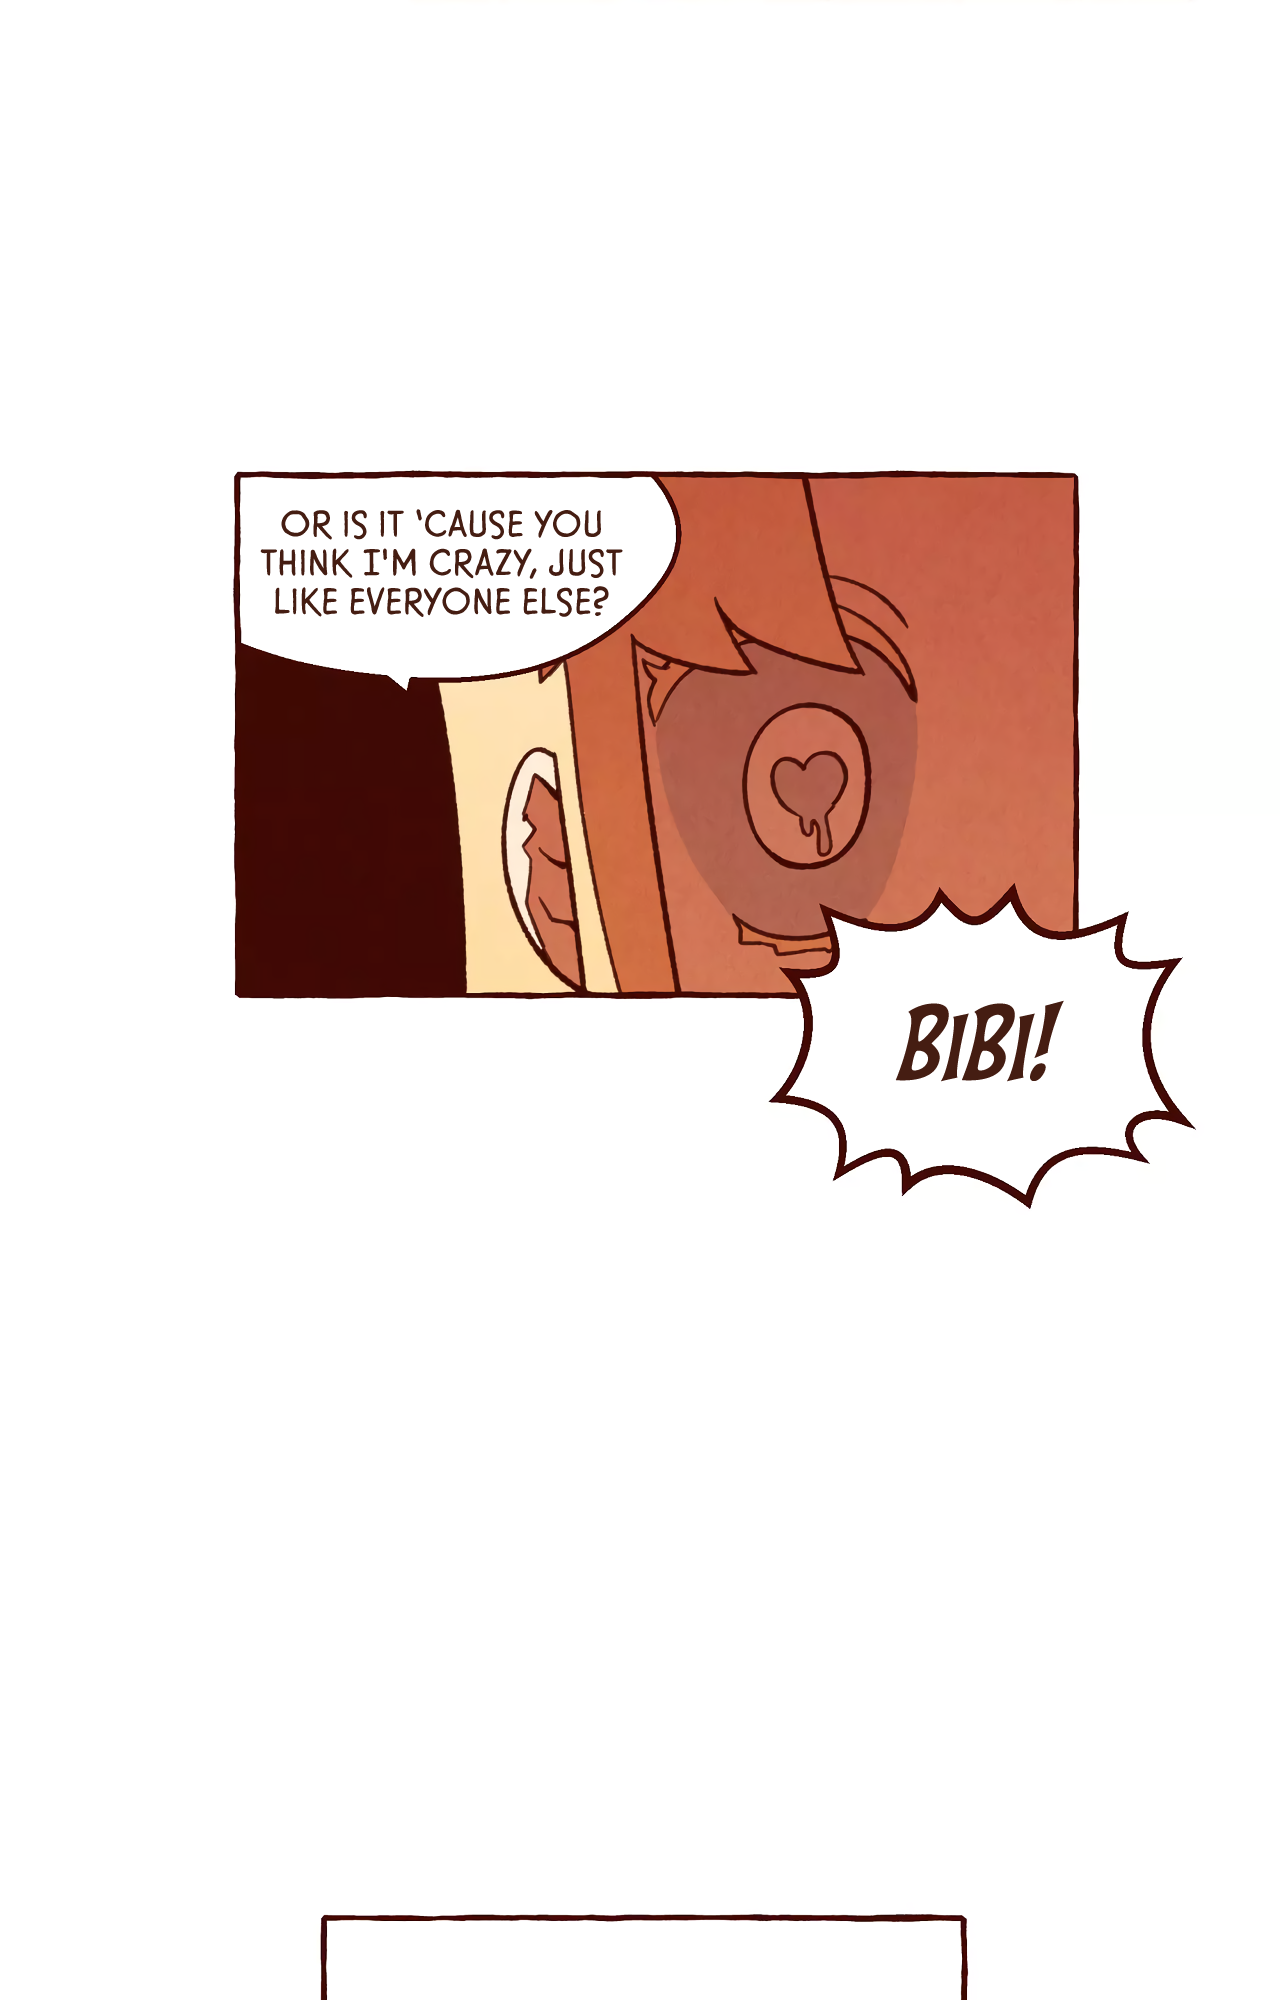 OR IS IT 'CAUSE YOU
THINK I'M CRAZY, JUST
LIKE EVERYONE ELSE?
BIBI!